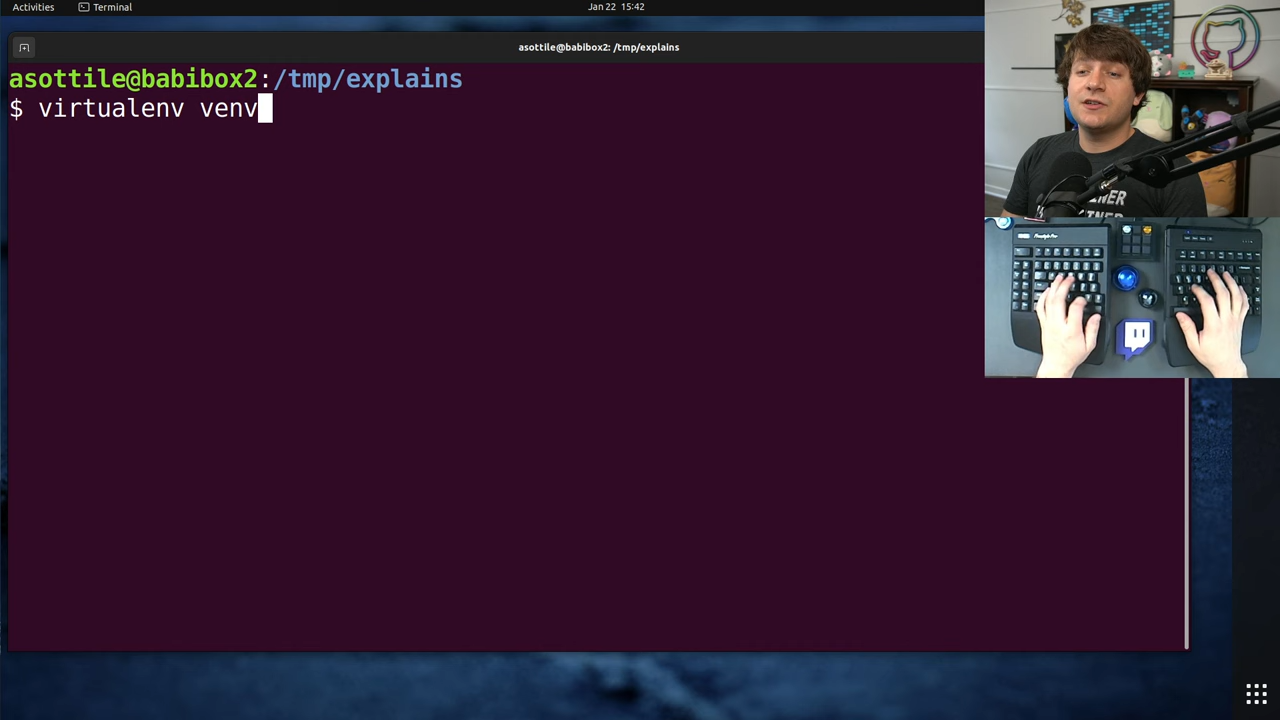 Activities
Terminal
Jan 22 15:42
asottile@babibox2: /tmp/explains
asottile@babibox2:/tmp/explains
$ virtualenv venv